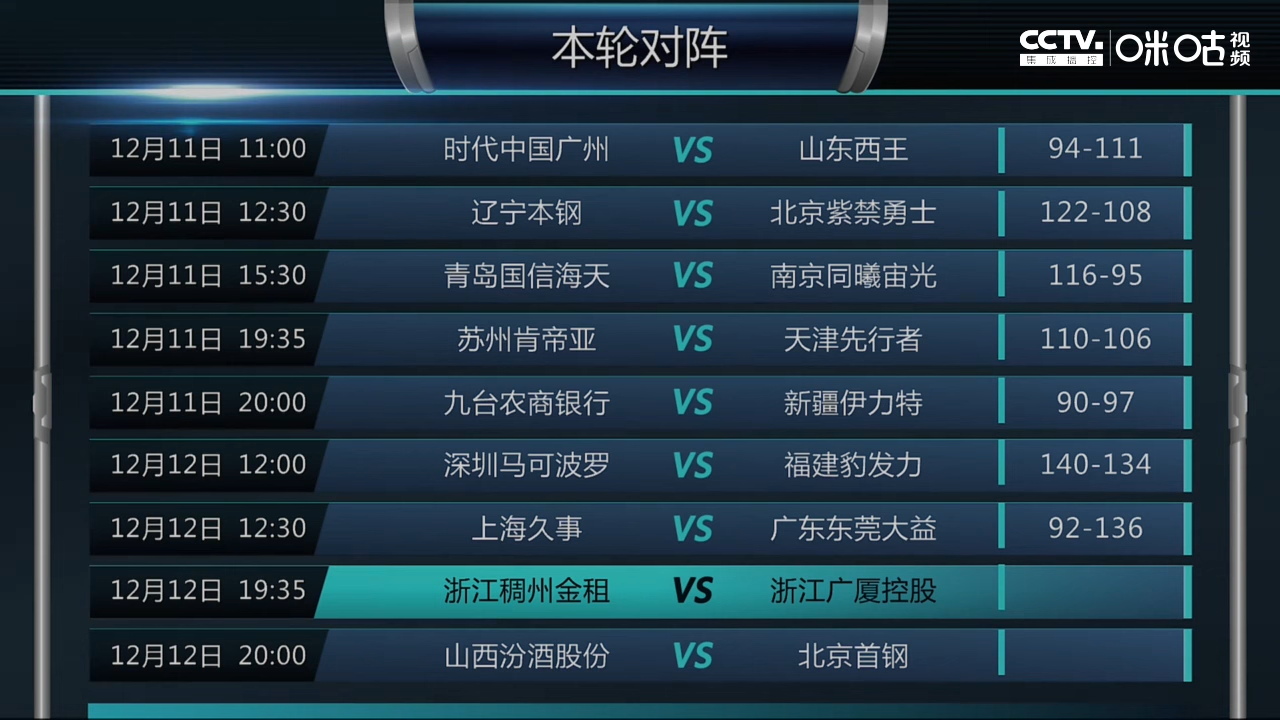 本轮对阵
CCTV. 集成播控 咪咕视频
12月11日 11:00 时代中国广州 VS 山东西王 94-111
12月11日 12:30 辽宁本钢 VS 北京紫禁勇士 122-108
12月11日 15:30 青岛国信海天 VS 南京同曦宙光 116-95
12月11日 19:35 苏州肯帝亚 VS 天津先行者 110-106
12月11日 20:00 九台农商银行 VS 新疆伊力特 90-97
12月12日 12:00 深圳马可波罗 VS 福建豹发力 140-134
12月12日 12:30 上海久事 VS 广东东莞大益 92-136
12月12日 19:35 浙江稠州金租 VS 浙江广厦控股
12月12日 20:00 山西汾酒股份 VS 北京首钢